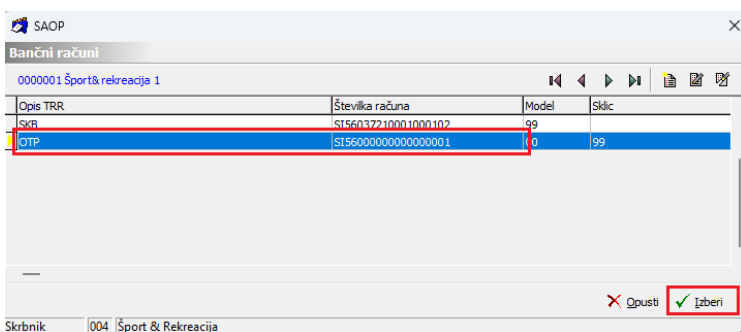 SAOP
Bančni računi
0000001 Šport& rekreacija 1
Opis TRR Številka računa Model Sklic
SKB SI56037210001000102 99
OTP SI56000000000000001 00 99
Opusti Izberi
Skrbnik 004 Šport & Rekreacija